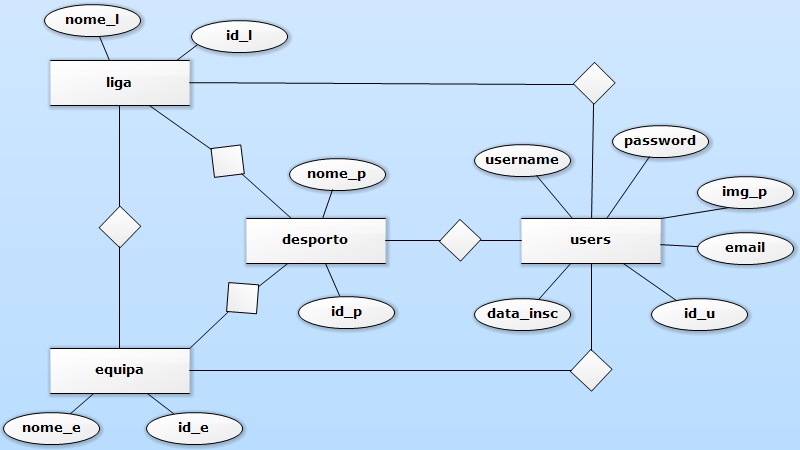 nome_l
id_l
liga
password
username
nome_p
img_p
desporto
users
email
id_p
data_insc
id_u
equipa
nome_e
id_e